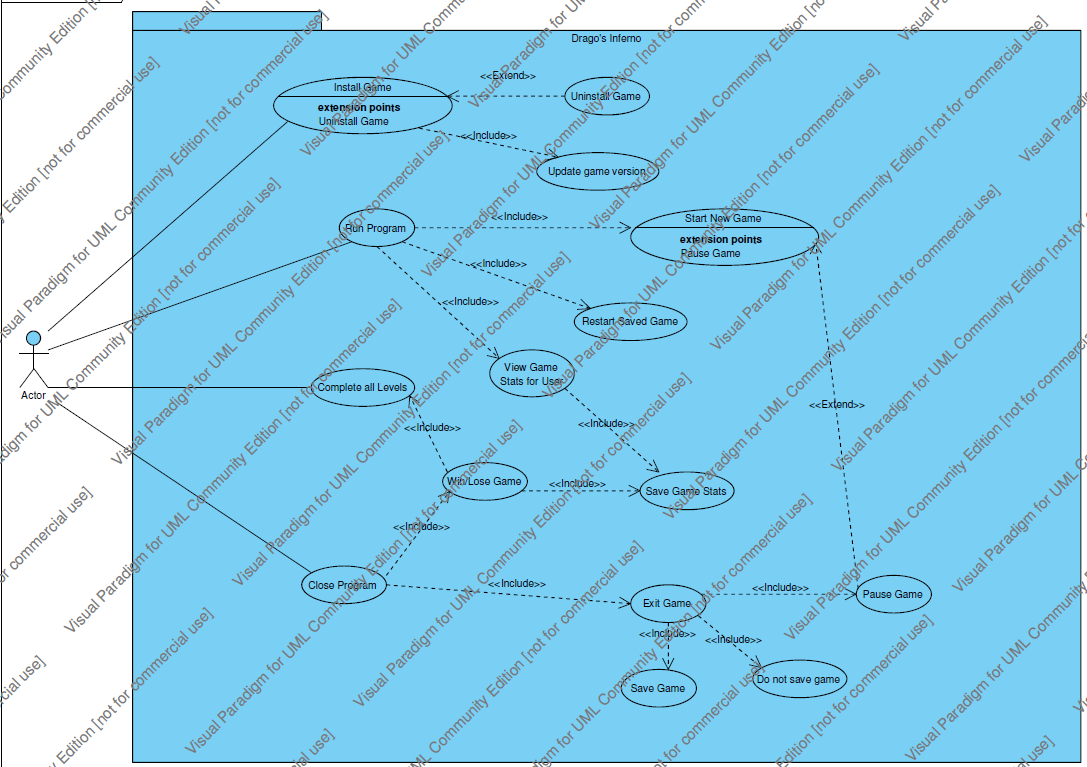 Drago's Inferno
<<Extend>>
Install Game
extension points
Uninstall Game
Uninstall Game
<<Include>>
Update game version
Run Program
<<Include>>
Start New Game
extension points
Pause Game
<<Include>>
Restart Saved Game
<<Include>>
View Game
Stats for User
Actor
Complete all Levels
<<Extend>>
<<Include>>
<<Include>>
Win/Lose Game
<<Include>>
Save Game Stats
<<Include>>
Close Program
<<Include>>
Exit Game
<<Include>>
Pause Game
<<Include>>
<<Include>>
Save Game
Do not save game
Visual Paradigm for UML Community Edition [not for commercial use]